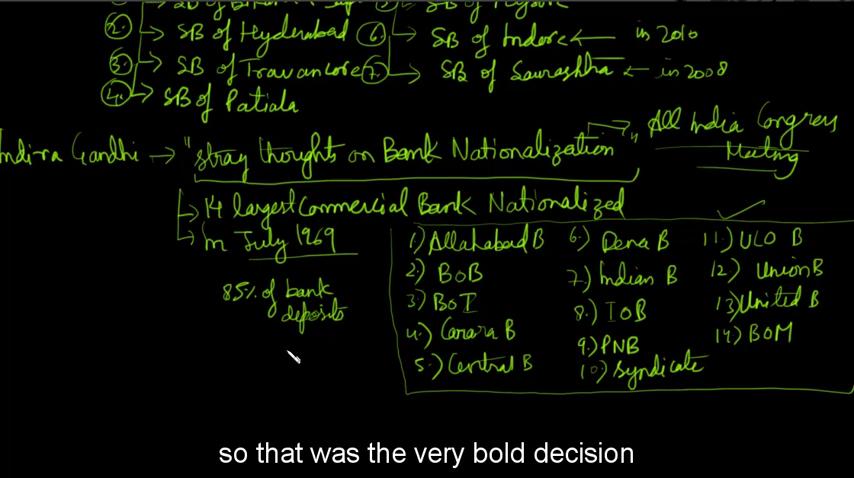 2. → SB of Hyderabad 6. → SB of Indore ← in 2010
3. → SB of Travancore 7. → SB of Saurashtra ← in 2008
4. → SB of Patiala
Indira Gandhi → "stray thoughts on Bank Nationalization" → All India Congress
Meeting
→ 14 largest Commercial Bank Nationalized
→ In July 1969
85% of bank
deposits
1.) Allahabad B 6.) Dena B 11.) UCO B
2.) BOB 7.) Indian B 12.) Union B
3.) BOI 8.) IOB 13.) United B
4.) Canara B 9.) PNB 14.) BOM
5.) Central B 10.) Syndicate
so that was the very bold decision